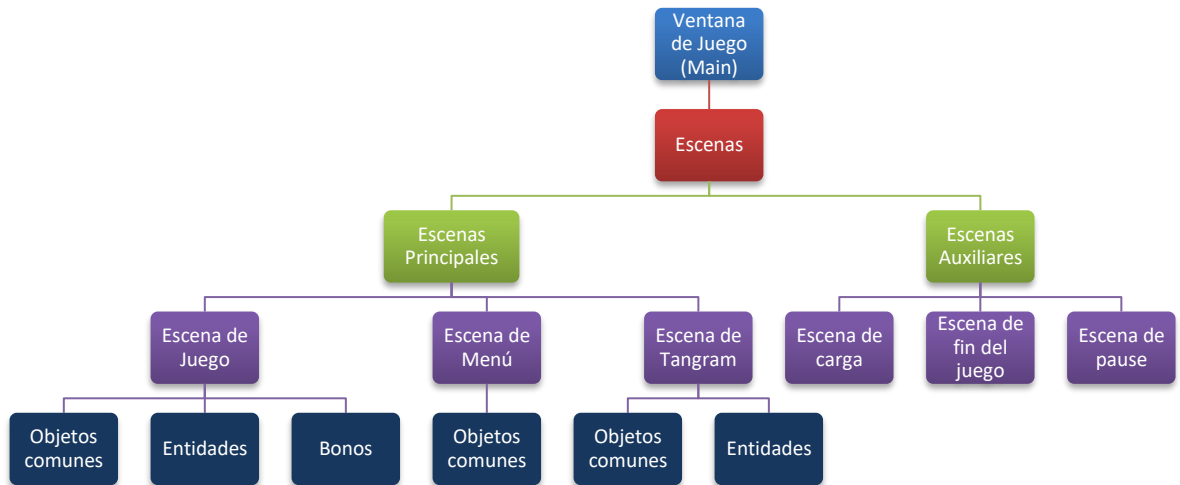 Ventana
de Juego
(Main)
Escenas
Escenas
Principales
Escenas
Auxiliares
Escena de
Juego
Escena de
Menú
Escena de
Tangram
Escena de
carga
Escena de
fin del
juego
Escena de
pause
Objetos
comunes
Entidades
Bonos
Objetos
comunes
Objetos
comunes
Entidades